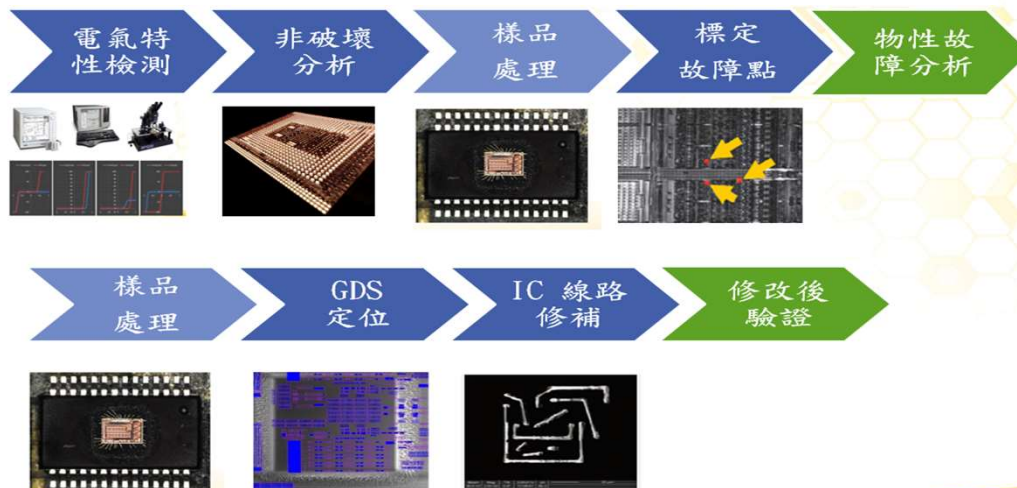 電氣特
性檢測
非破壞
分析
樣品
處理
標定
故障點
物性故
障分析
樣品
處理
GDS
定位
IC 線路
修補
修改後
驗證